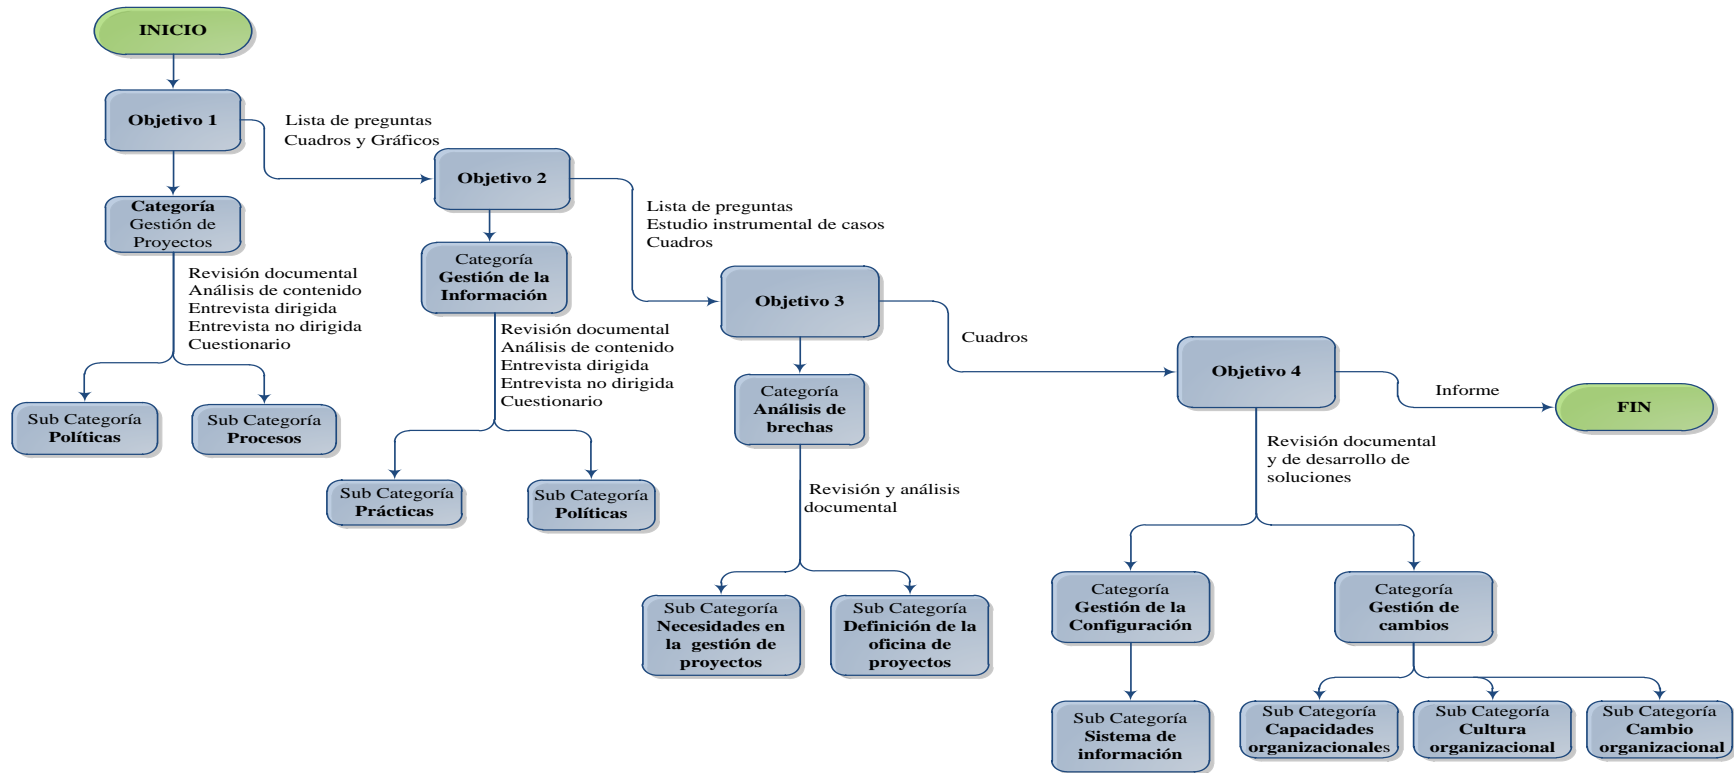 INICIO
Objetivo 1
Lista de preguntas
Cuadros y Gráficos
Categoría
Gestión de
Proyectos
Revisión documental
Análisis de contenido
Entrevista dirigida
Entrevista no dirigida
Cuestionario
Sub Categoría
Políticas
Sub Categoría
Procesos
Objetivo 2
Lista de preguntas
Estudio instrumental de casos
Cuadros
Categoría
Gestión de la
Información
Revisión documental
Análisis de contenido
Entrevista dirigida
Entrevista no dirigida
Cuestionario
Sub Categoría
Prácticas
Sub Categoría
Políticas
Objetivo 3
Cuadros
Categoría
Análisis de
brechas
Revisión y análisis
documental
Sub Categoría
Necesidades en
la gestión de
proyectos
Sub Categoría
Definición de la
oficina de
proyectos
Objetivo 4
Informe
FIN
Revisión documental
y de desarrollo de
soluciones
Categoría
Gestión de la
Configuración
Categoría
Gestión de
cambios
Sub Categoría
Sistema de
información
Sub Categoría
Capacidades
organizacionales
Sub Categoría
Cultura
organizacional
Sub Categoría
Cambio
organizacional